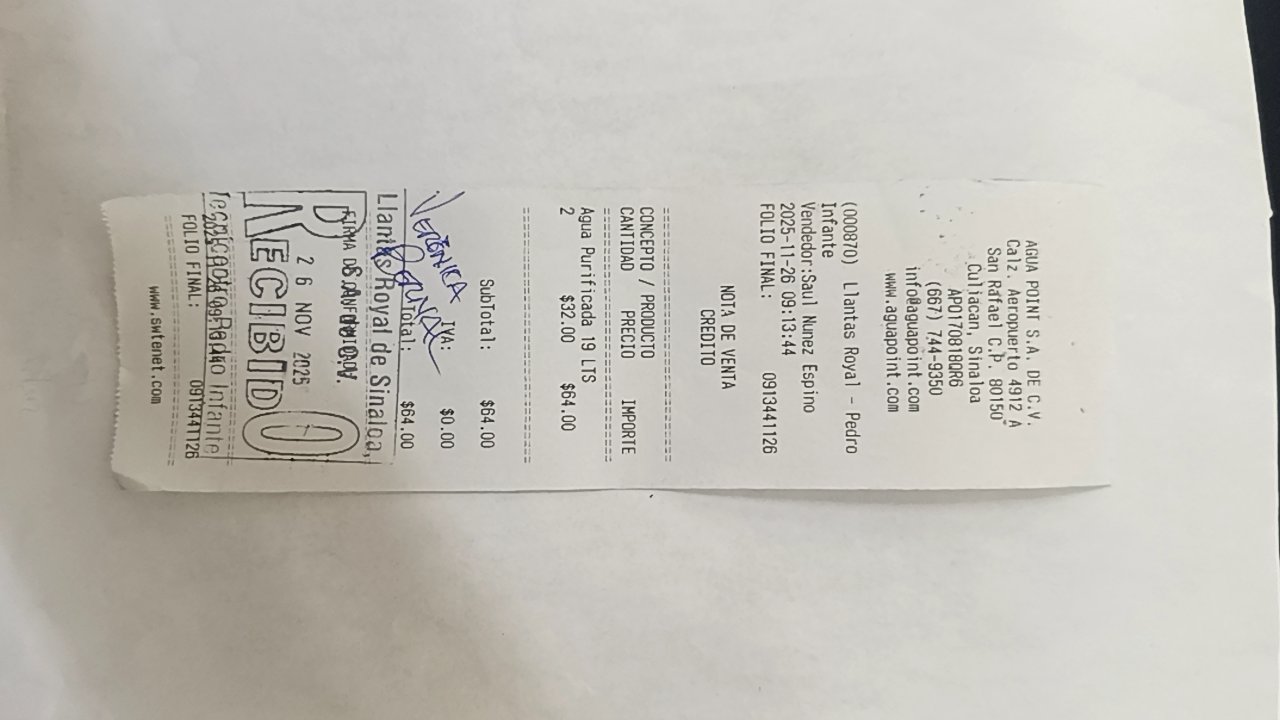 AGUA POINT S.A. DE C.V.
Calz. Aeropuerto 4912 A
San Rafael C.P. 80150
Culiacan, Sinaloa
APO170818QR6
(667) 744-9350
info@aguapoint.com
www.aguapoint.com
NOTA DE VENTA
CREDITO
(000870) Llantas Royal - Pedro
Infante
Vendedor:Saul Nunez Espino
2025-11-26 09:13:44
FOLIO FINAL: 0913441126
CONCEPTO / PRODUCTO
CANTIDAD PRECIO IMPORTE
Agua Purificada 19 LTS
2 $32.00 $64.00
SubTotal: $64.00
IVA: $0.00
Total: $64.00
VERÓNICA
Llantas Royal de Sinaloa,
RECIBIDO
26 NOV 2025
Pedro Infante
FOLIO FINAL: 0913441126
www.swtenet.com